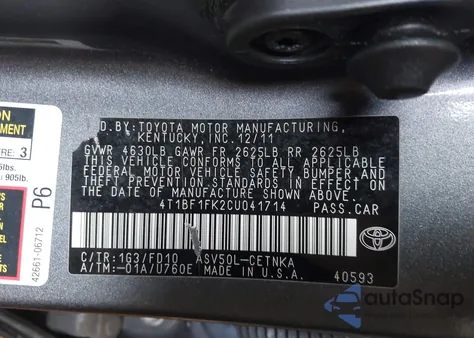 D.BY: TOYOTA MOTOR MANUFACTURING,
KENTUCKY, INC. 12/11
GVWR 4630LB GAWR FR 2625LB RR 2625LB
THIS VEHICLE CONFORMS TO ALL APPLICABLE
FEDERAL MOTOR VEHICLE SAFETY, BUMPER, AND
THEFT PREVENTION STANDARDS IN EFFECT ON
THE DATE OF MANUFACTURE SHOWN ABOVE.
4T1BF1FK2CU041714 PASS.CAR
C/TR: 1G3/FD10 ASV50L-CETNKA
A/TM: -01A/U760E MADE IN U.S.A.
40593
TOYOTA
ON
EMENT
RE: 3
905LB.
P6
42661-06712
autoSnap